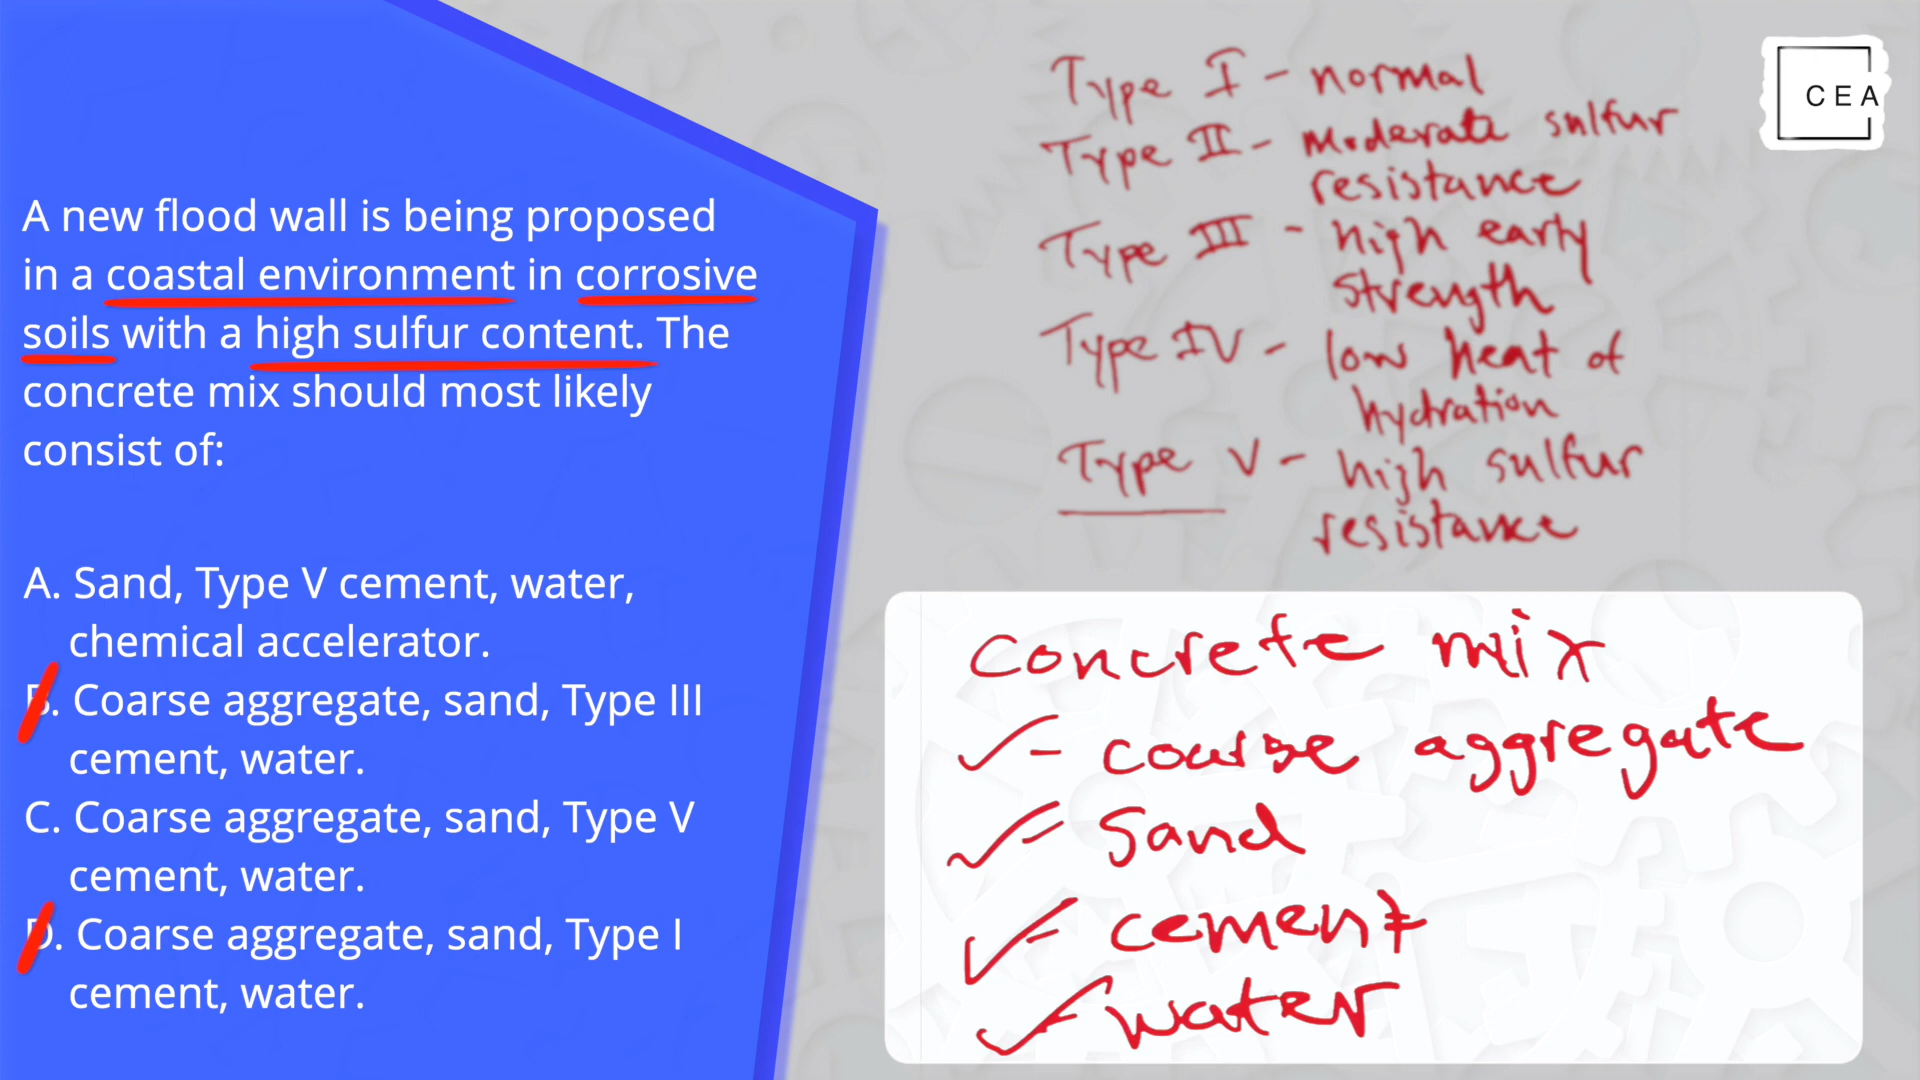 A new flood wall is being proposed
in a coastal environment in corrosive
soils with a high sulfur content. The
concrete mix should most likely
consist of:
A. Sand, Type V cement, water,
chemical accelerator.
B. Coarse aggregate, sand, Type III
cement, water.
C. Coarse aggregate, sand, Type V
cement, water.
D. Coarse aggregate, sand, Type I
cement, water.
Type I - normal
Type II - Moderate sulfur
resistance
Type III - high early
strength
Type IV - low heat of
hydration
Type V - high sulfur
resistance
CEA
Concrete mix
- coarse aggregate
- Sand
- cement
- water